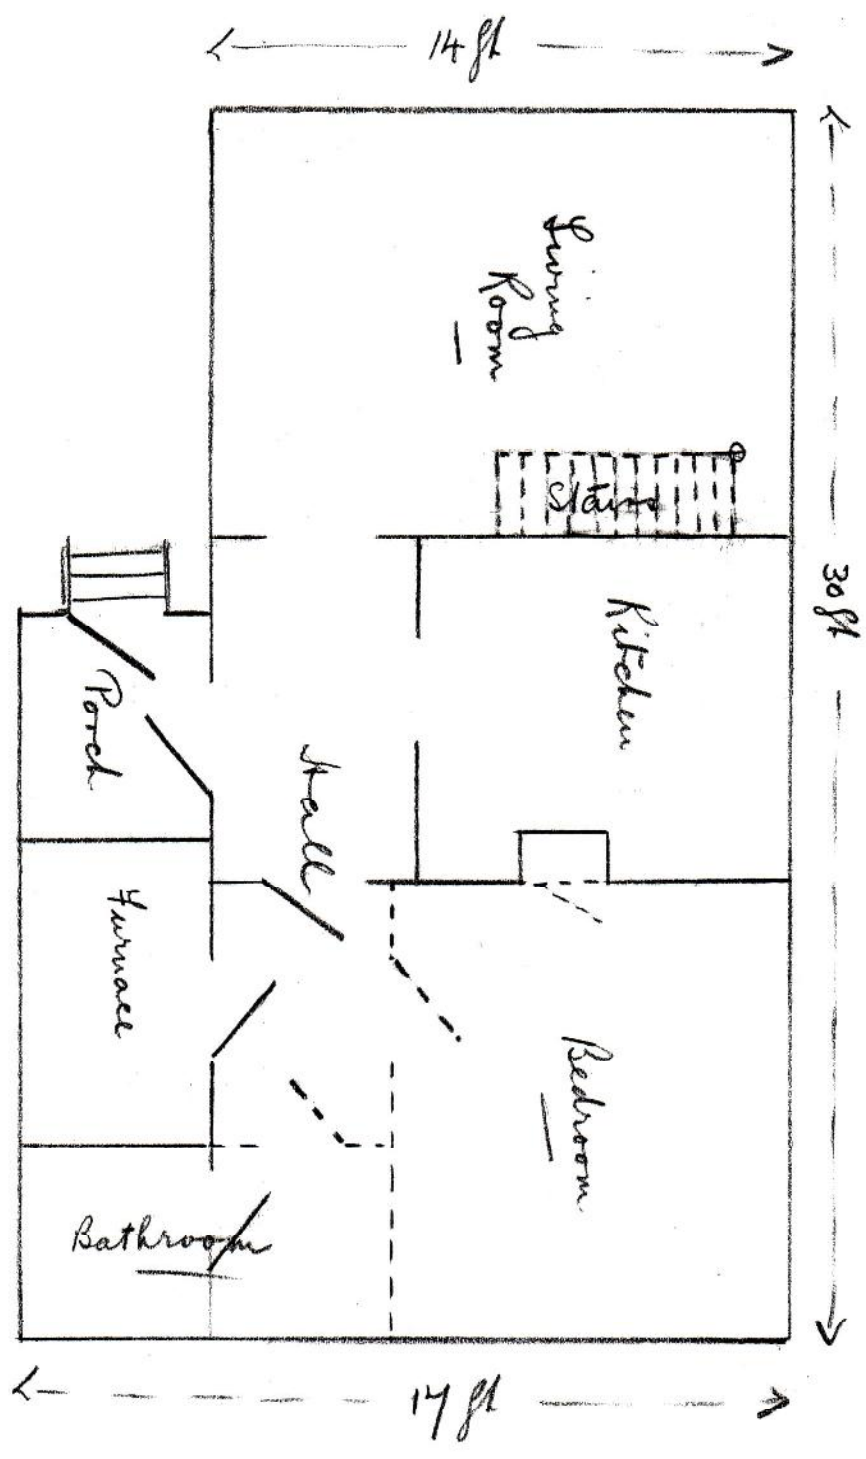 14 ft
Living
Room
Stairs
30 ft
Kitchen
Porch
Hall
Furnace
Bedroom
Bathroom
17 ft